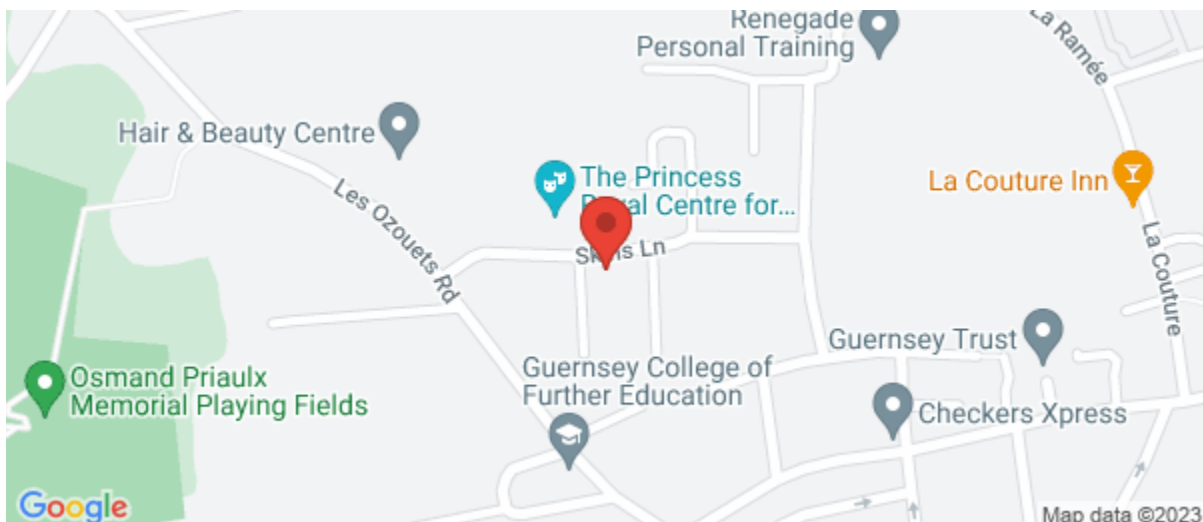 Renegade
Personal Training
La Ramée
Hair & Beauty Centre
The Princess
Royal Centre for...
La Couture Inn
Les Ozouets Rd
Ln
La Couture
Guernsey Trust
Guernsey College of
Further Education
Osmand Priaulx
Memorial Playing Fields
Checkers Xpress
Google
Map data ©2023